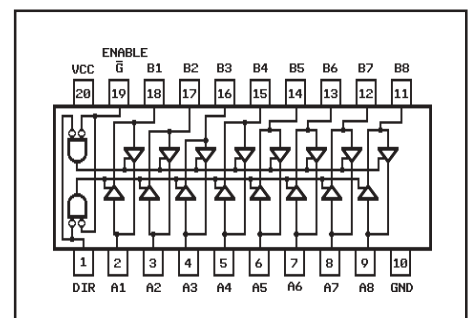 ENABLE
VCC G̅ B1 B2 B3 B4 B5 B6 B7 B8
20 19 18 17 16 15 14 13 12 11
1 2 3 4 5 6 7 8 9 10
DIR A1 A2 A3 A4 A5 A6 A7 A8 GND